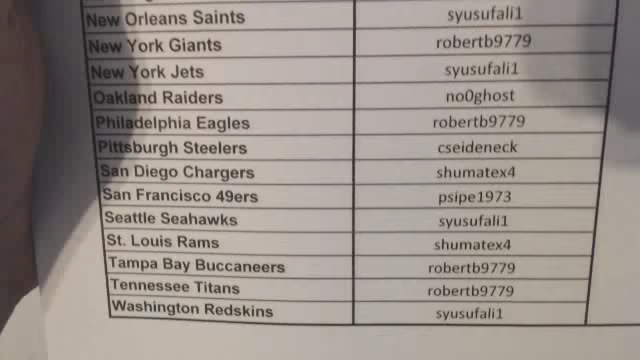 New Orleans Saints syusufali1
New York Giants robertb9779
New York Jets syusufali1
Oakland Raiders no0ghost
Philadelphia Eagles robertb9779
Pittsburgh Steelers cseideneck
San Diego Chargers shumatex4
San Francisco 49ers psipe1973
Seattle Seahawks syusufali1
St. Louis Rams shumatex4
Tampa Bay Buccaneers robertb9779
Tennessee Titans robertb9779
Washington Redskins syusufali1